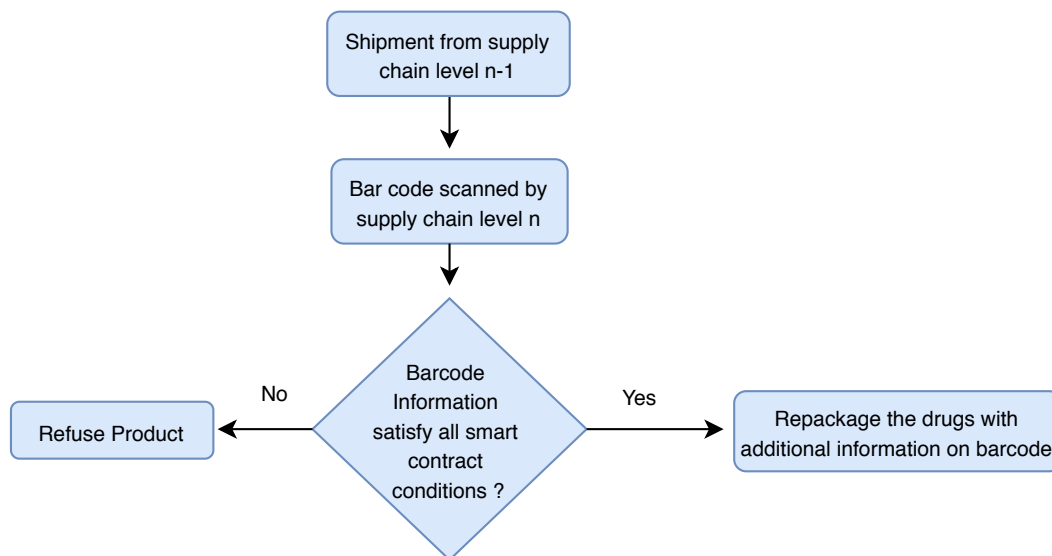 Shipment from supply
chain level n-1
Bar code scanned by
supply chain level n
Barcode
Information
satisfy all smart
contract
conditions ?
No
Yes
Refuse Product
Repackage the drugs with
additional information on barcode